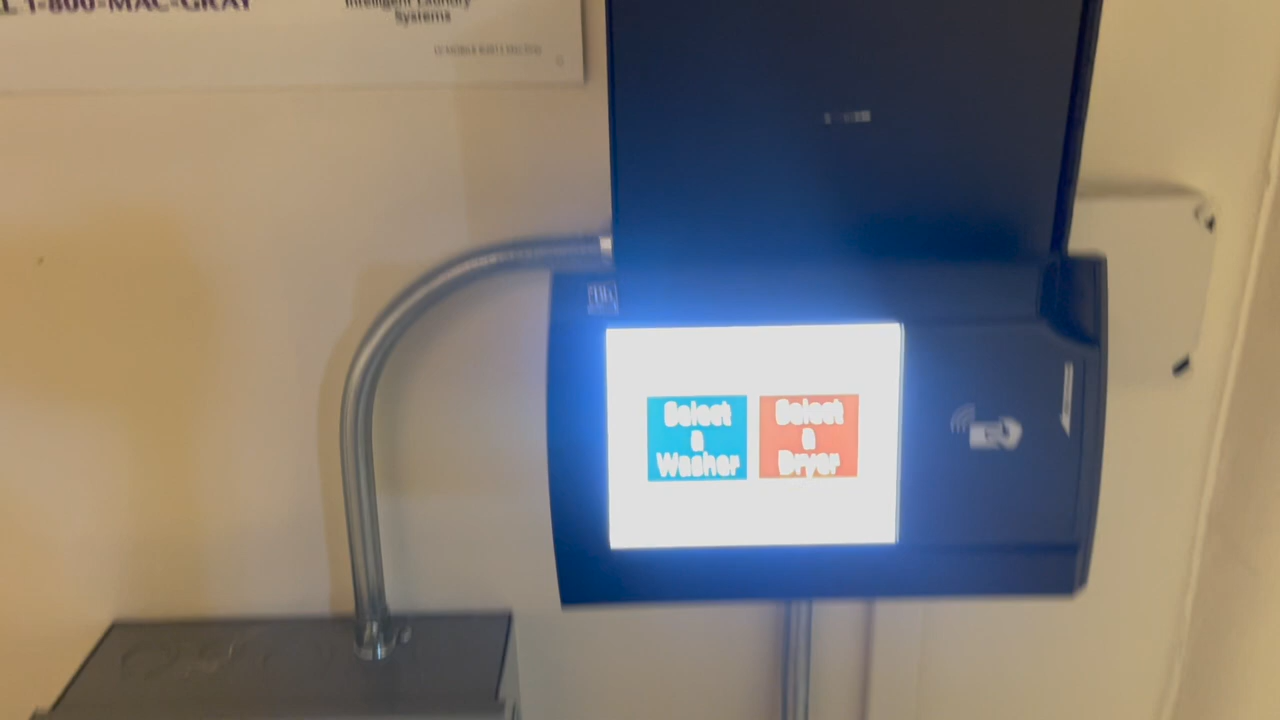 1-800-MAC-GRAY
Intelligent Laundry
Systems
Select
a
Washer
Select
a
Dryer